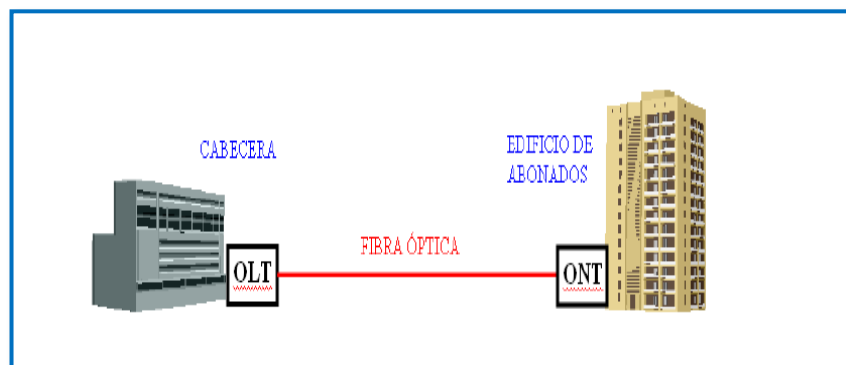 CABECERA
EDIFICIO DE
ABONADOS
FIBRA ÓPTICA
OLT
ONT